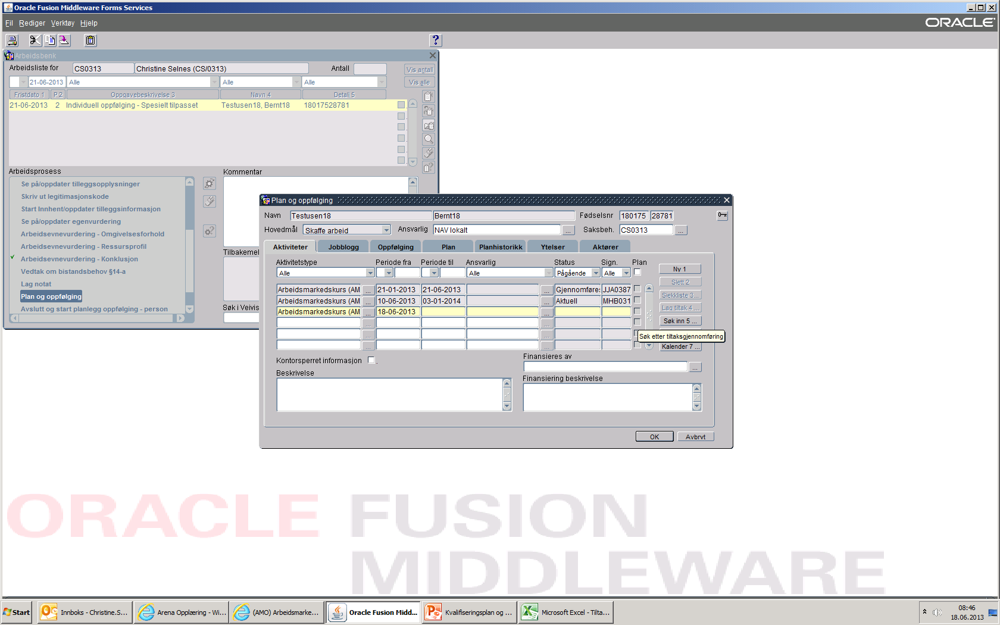 Oracle Fusion Middleware Forms Services
Fil Rediger Verktøy Hjelp
ORACLE
Arbeidsbenk
Arbeidsliste for CS0313 Christine Selnes (CS/0313) Antall Vis antall
21-06-2013 Alle Alle Alle Vis alle
Fristdato 1 P 2 Oppgavebeskrivelse 3 Navn 4 Detalj 5
21-06-2013 2 Individuell oppfølging - Spesielt tilpasset Testusen18, Bernt18 18017528781
Arbeidsprosess
Se på/oppdater tilleggsopplysninger
Skriv ut legitimasjonskode
Start Innhent/oppdater tilleggsinformasjon
Se på/oppdater egenvurdering
Arbeidsevnevurdering - Omgivelsesforhold
Arbeidsevnevurdering - Ressursprofil
Arbeidsevnevurdering - Konklusjon
Vedtak om bistandsbehov §14-a
Lag notat
Plan og oppfølging
Avslutt og start planlegg oppfølging - person
Kommentar
Tilbakemel
Søk i Veivis
Plan og oppfølging
Navn Testusen18 Bernt18 Fødselsnr 180175 28781
Hovedmål Skaffe arbeid Ansvarlig NAV lokalt ... Saksbeh. CS0313 ...
Aktiviteter Jobblogg Oppfølging Plan Planhistorikk Ytelser Aktører
Aktivitetstype Periode fra Periode til Ansvarlig Status Sign. Plan
Alle Alle Pågående Alle
Arbeidsmarkedskurs (AM ... 21-01-2013 21-06-2013 ... Gjennomføres JJA0387
Arbeidsmarkedskurs (AM ... 10-06-2013 03-01-2014 ... Aktuell MHB031
Arbeidsmarkedskurs (AM ... 18-06-2013 ...
Ny 1
Slett 2
Sjekkliste 3...
Lag tiltak 4 ...
Søk inn 5 ...
Søk etter tiltaksgjennomføring
Kalender 7 ...
Kontorsperret informasjon .
Beskrivelse
Finansieres av
...
Finansiering beskrivelse
OK Avbryt
ORACLE FUSION
MIDDLEWARE
Start Innboks - Christine.S... Arena Opplæring - Wi... (AMO) Arbeidsmarke... Oracle Fusion Midd... Kvalifiseringsplan og ... Microsoft Excel - Tilta...
08:46
18.06.2013